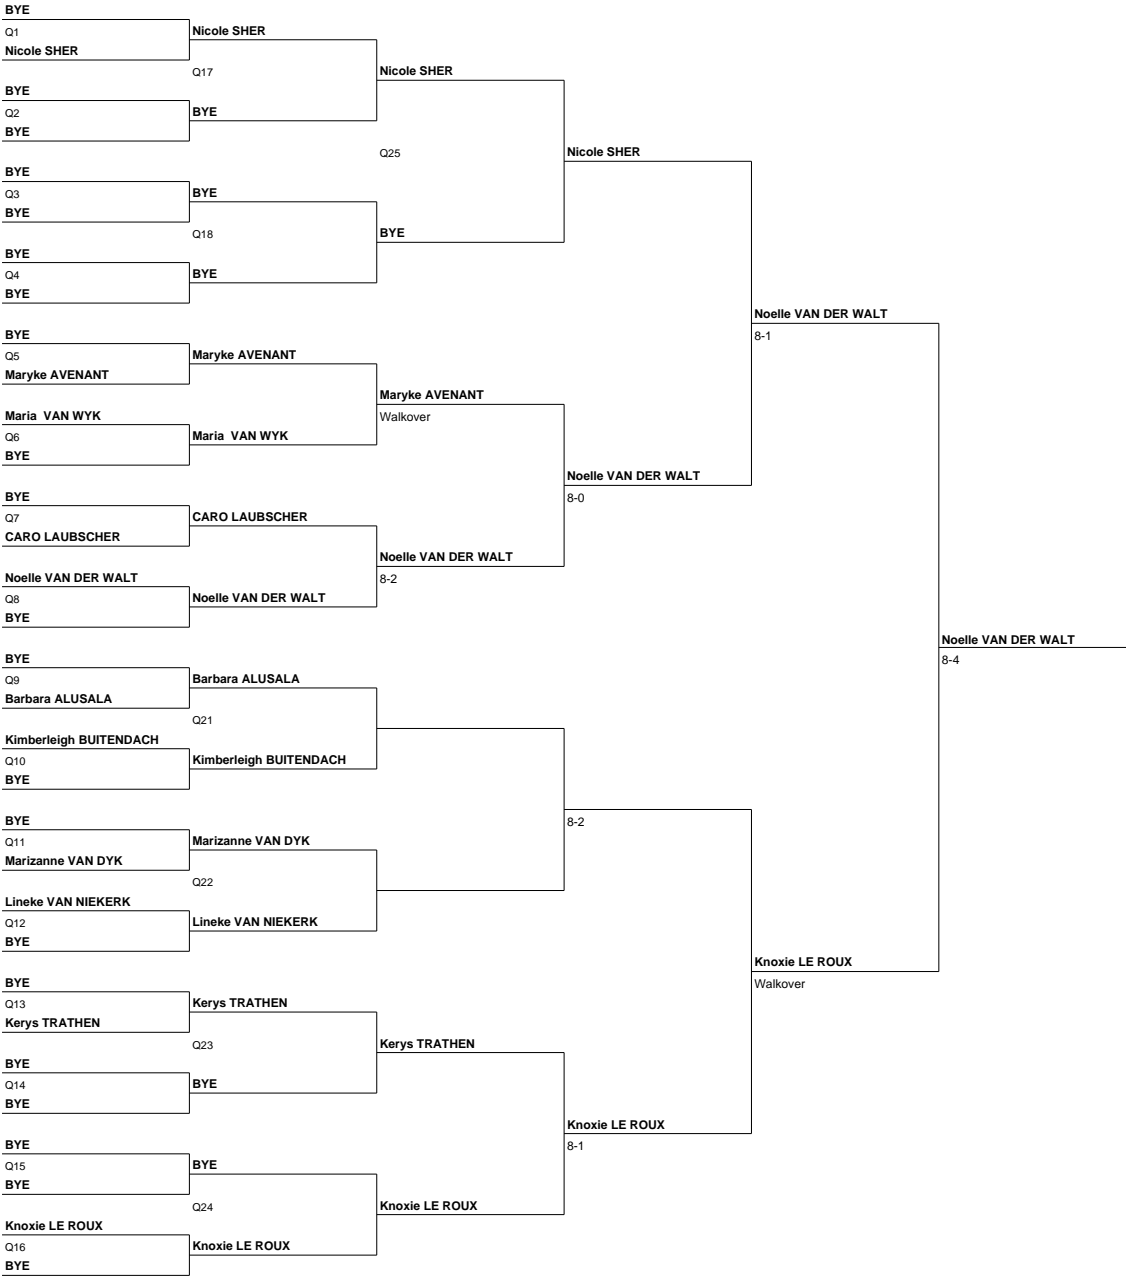 BYE
Q1
Nicole SHER
BYE
Q2
BYE
BYE
Q3
BYE
BYE
Q4
BYE
BYE
Q5
Maryke AVENANT
Maria  VAN WYK
Q6
BYE
BYE
Q7
CARO LAUBSCHER
Noelle VAN DER WALT
Q8
BYE
BYE
Q9
Barbara ALUSALA
Kimberleigh BUITENDACH
Q10
BYE
BYE
Q11
Marizanne VAN DYK
Lineke VAN NIEKERK
Q12
BYE
BYE
Q13
Kerys TRATHEN
BYE
Q14
BYE
BYE
Q15
BYE
Knoxie LE ROUX
Q16
BYE
Nicole SHER
Q17
BYE
BYE
Q18
BYE
Maryke AVENANT
Maria  VAN WYK
CARO LAUBSCHER
Noelle VAN DER WALT
Barbara ALUSALA
Q21
Kimberleigh BUITENDACH
Marizanne VAN DYK
Q22
Lineke VAN NIEKERK
Kerys TRATHEN
Q23
BYE
BYE
Q24
Knoxie LE ROUX
Nicole SHER
Q25
BYE
Maryke AVENANT
Walkover
Noelle VAN DER WALT
8-2
Kerys TRATHEN
Knoxie LE ROUX
Nicole SHER
Noelle VAN DER WALT
8-0
8-2
Knoxie LE ROUX
8-1
Noelle VAN DER WALT
8-1
Knoxie LE ROUX
Walkover
Noelle VAN DER WALT
8-4